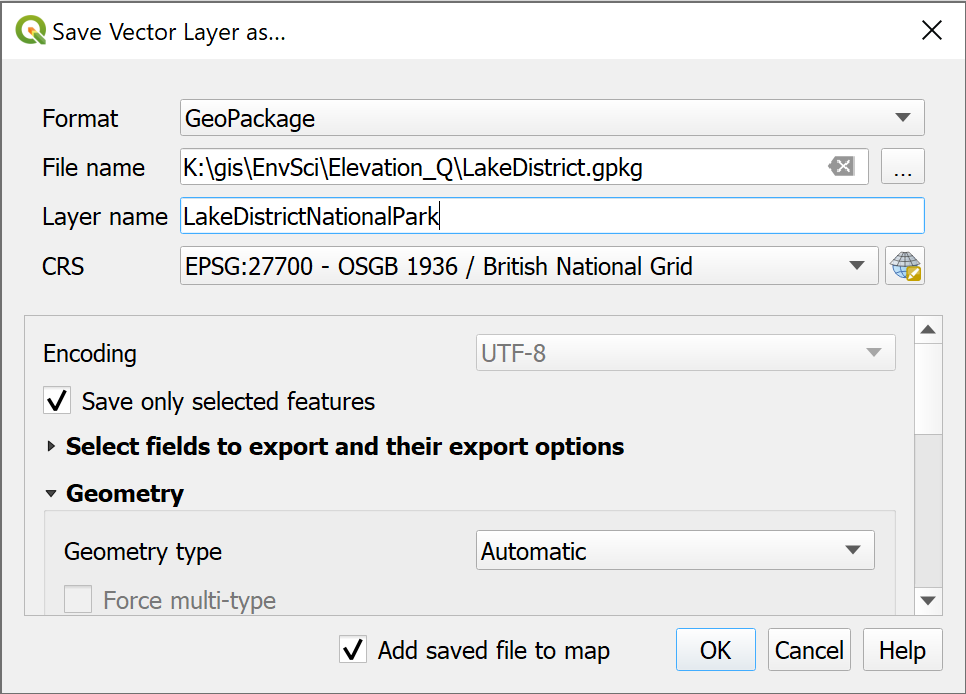 Save Vector Layer as...
Format GeoPackage
File name K:\gis\EnvSci\Elevation_Q\LakeDistrict.gpkg ...
Layer name LakeDistrictNationalPark
CRS EPSG:27700 - OSGB 1936 / British National Grid
Encoding UTF-8
Save only selected features
Select fields to export and their export options
Geometry
Geometry type Automatic
Force multi-type
Add saved file to map OK Cancel Help